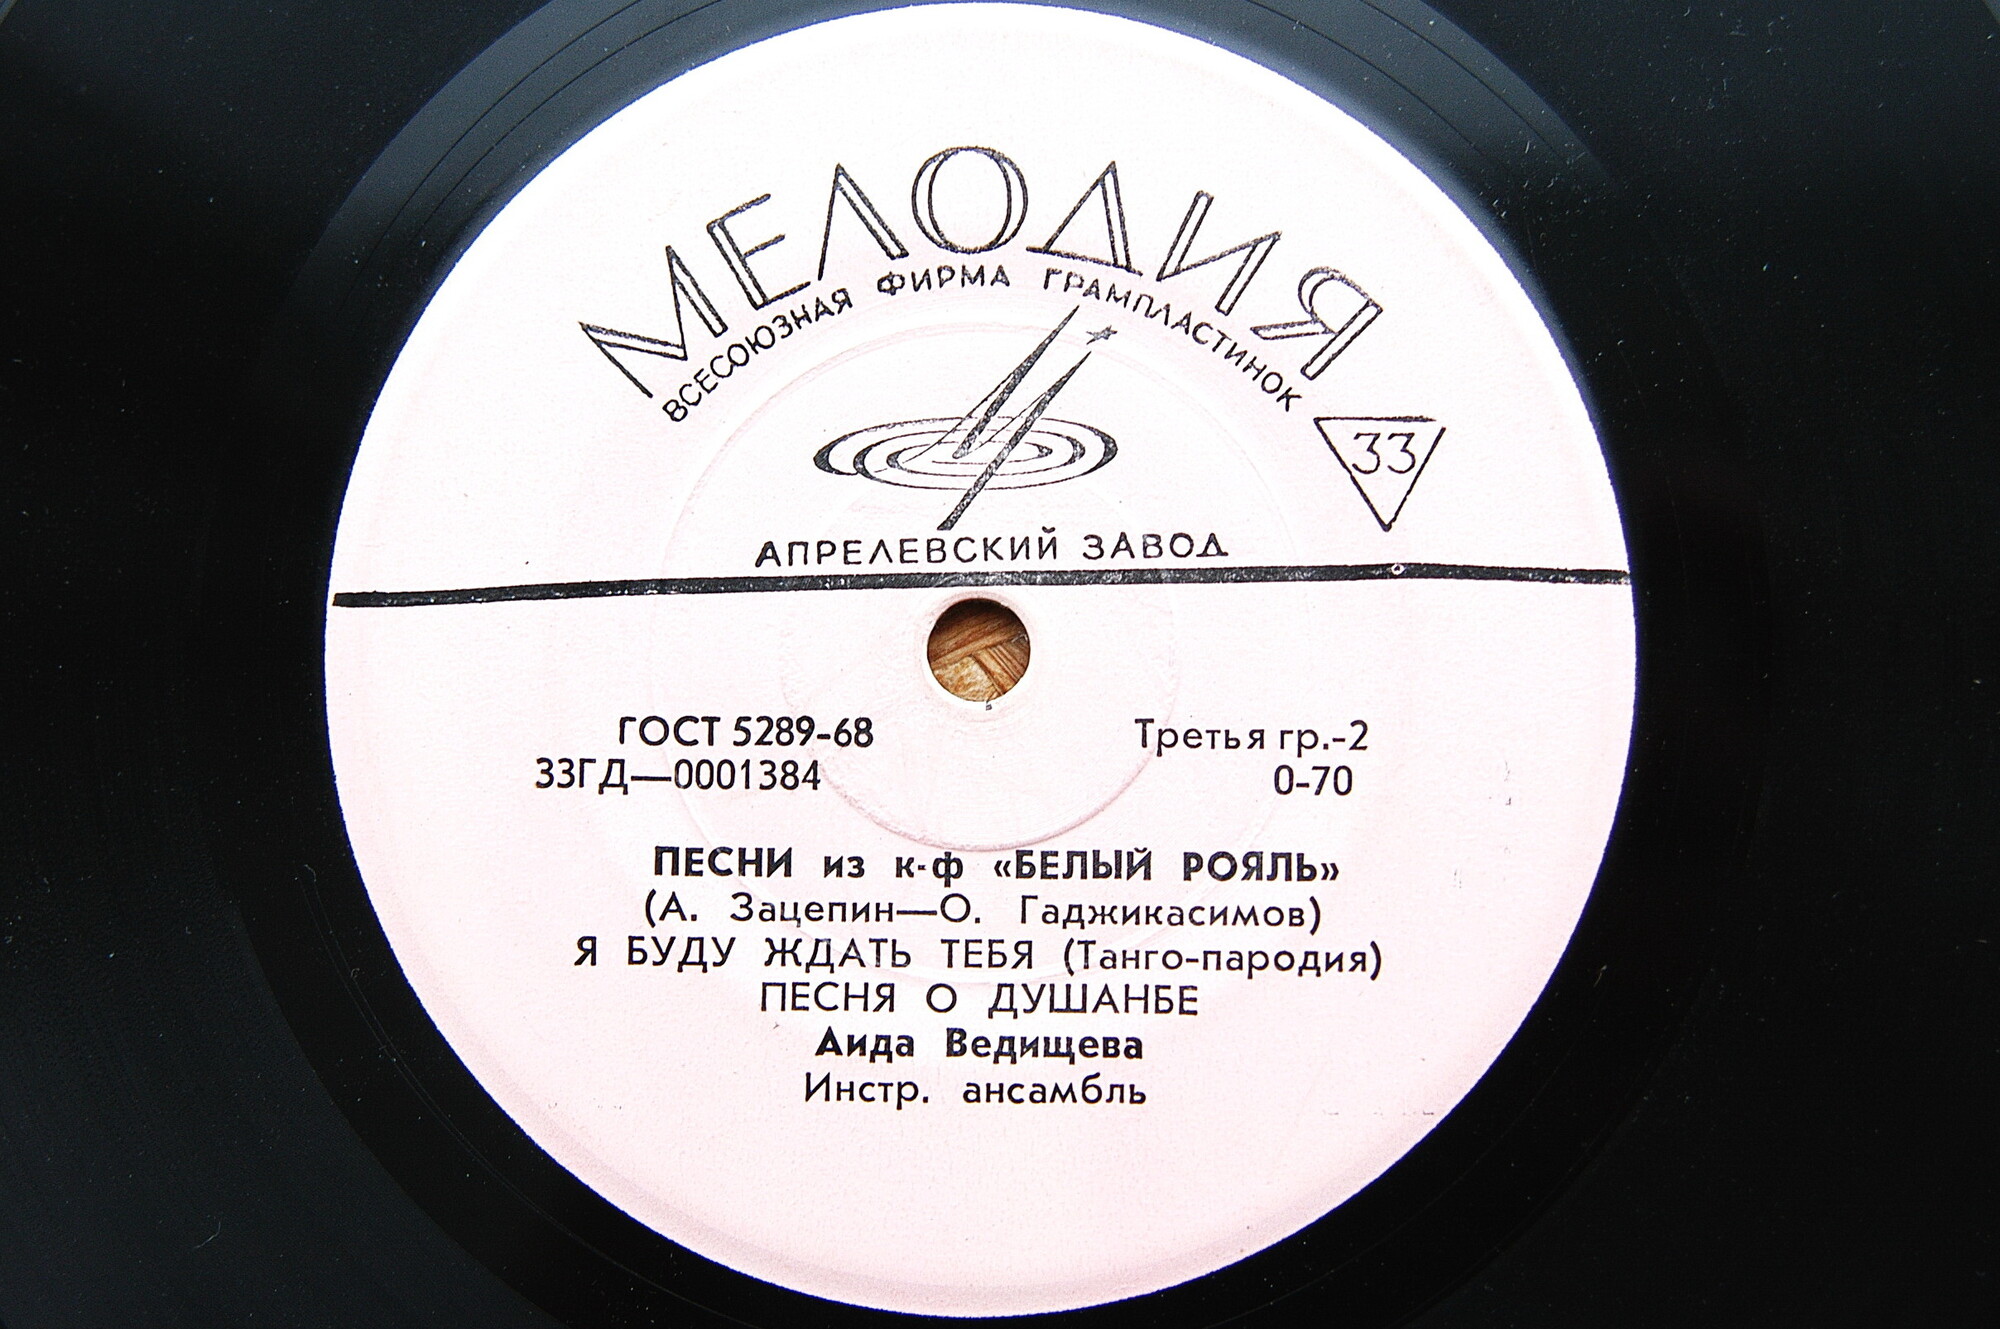 МЕЛОДИЯ
ВСЕСОЮЗНАЯ ФИРМА ГРАМПЛАСТИНОК
33
АПРЕЛЕВСКИЙ ЗАВОД
ГОСТ 5289-68 Третья гр.-2
33ГД—0001384 0-70
ПЕСНИ из к-ф «БЕЛЫЙ РОЯЛЬ»
(А. Зацепин—О. Гаджикасимов)
Я БУДУ ЖДАТЬ ТЕБЯ (Танго-пародия)
ПЕСНЯ О ДУШАНБЕ
Аида Ведищева
Инстр. ансамбль